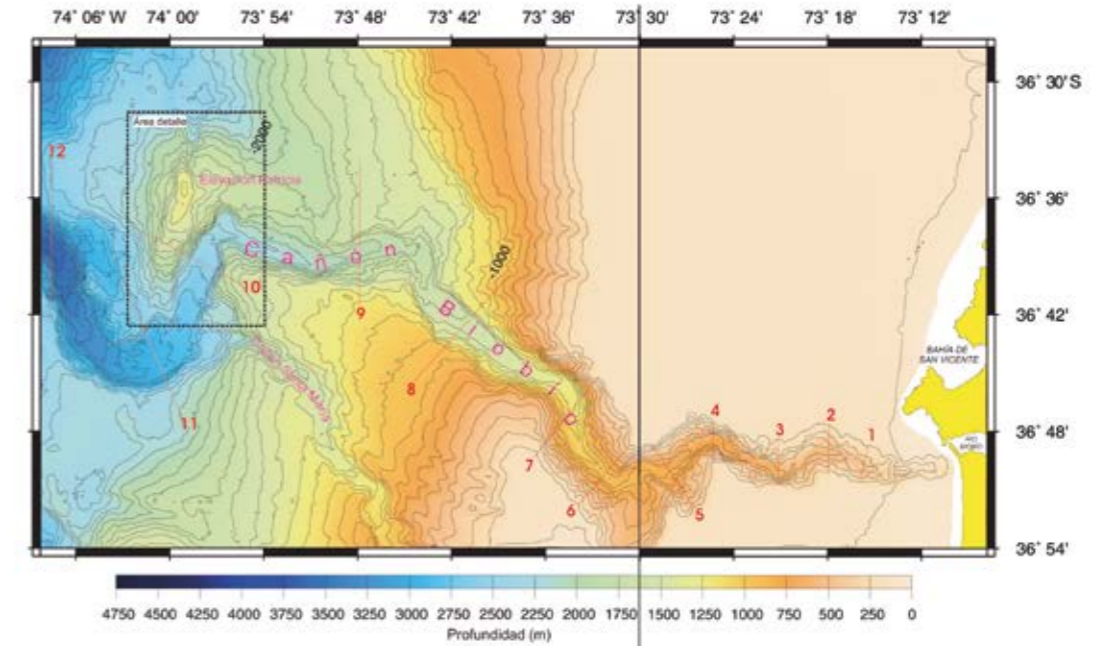 74° 06' W 74° 00' 73° 54' 73° 48' 73° 42' 73° 36' 73° 30' 73° 24' 73° 18' 73° 12'
36° 30'S
Área detalle
-2000
12
36° 36'
-1000
Cañón
10
9
36° 42'
Biobío
BAHÍA DE
SAN VICENTE
8
11
4
3
2
1
36° 48'
7
6
5
36° 54'
4750 4500 4250 4000 3750 3500 3250 3000 2750 2500 2250 2000 1750 1500 1250 1000 750 500 250 0
Profundidad (m)